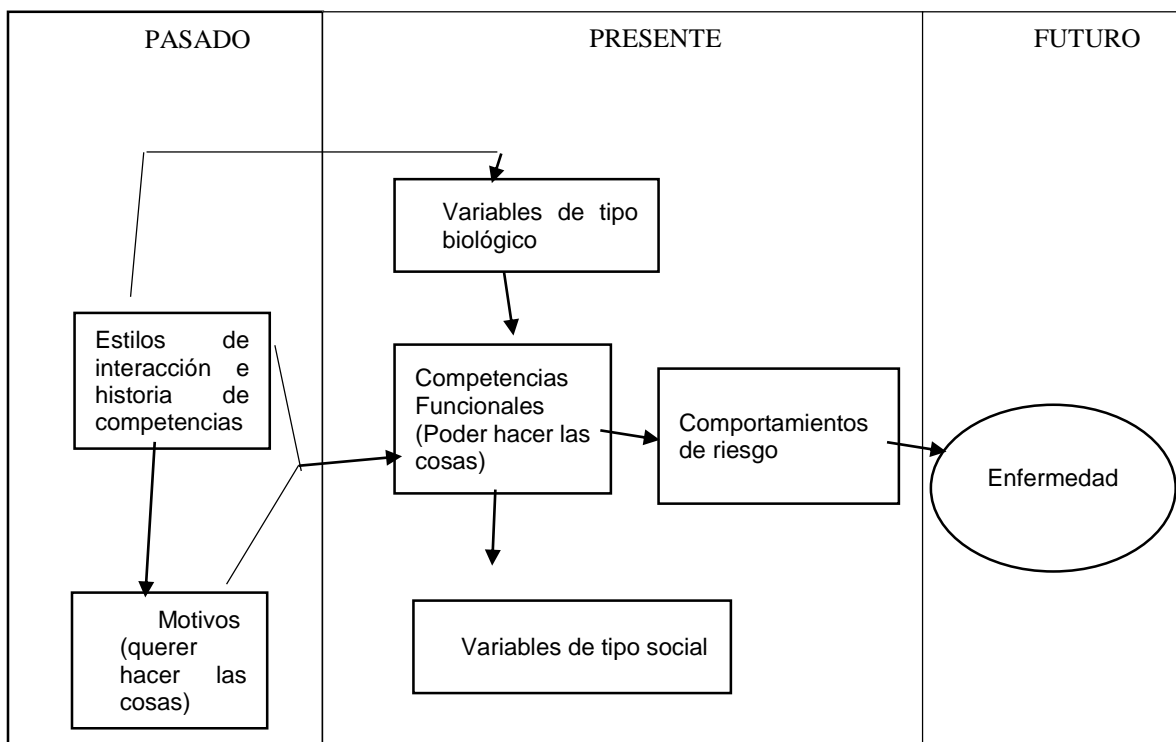 PASADO
PRESENTE
FUTURO
Variables de tipo
biológico
Estilos de
interacción e
historia de
competencias
Competencias
Funcionales
(Poder hacer las
cosas)
Comportamientos
de riesgo
Enfermedad
Motivos
(querer
hacer las
cosas)
Variables de tipo social